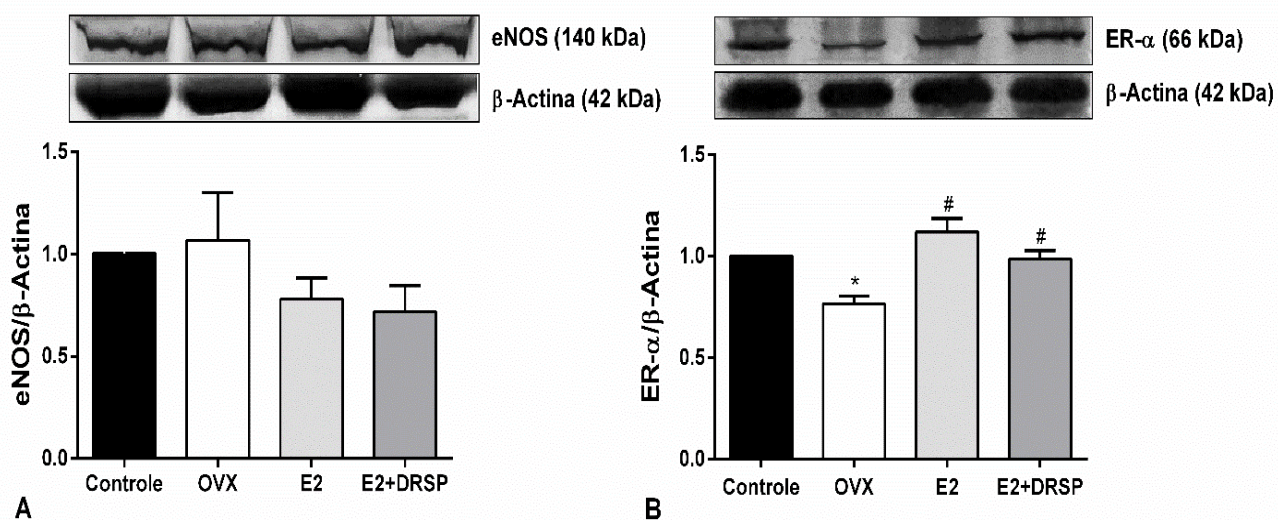 eNOS (140 kDa)
β-Actina (42 kDa)
1.5
1.0
0.5
0.0
eNOS/β-Actina
Controle
OVX
E2
E2+DRSP
A
ER-α (66 kDa)
β-Actina (42 kDa)
1.5
1.0
0.5
0.0
ER-α/β-Actina
*
#
#
Controle
OVX
E2
E2+DRSP
B